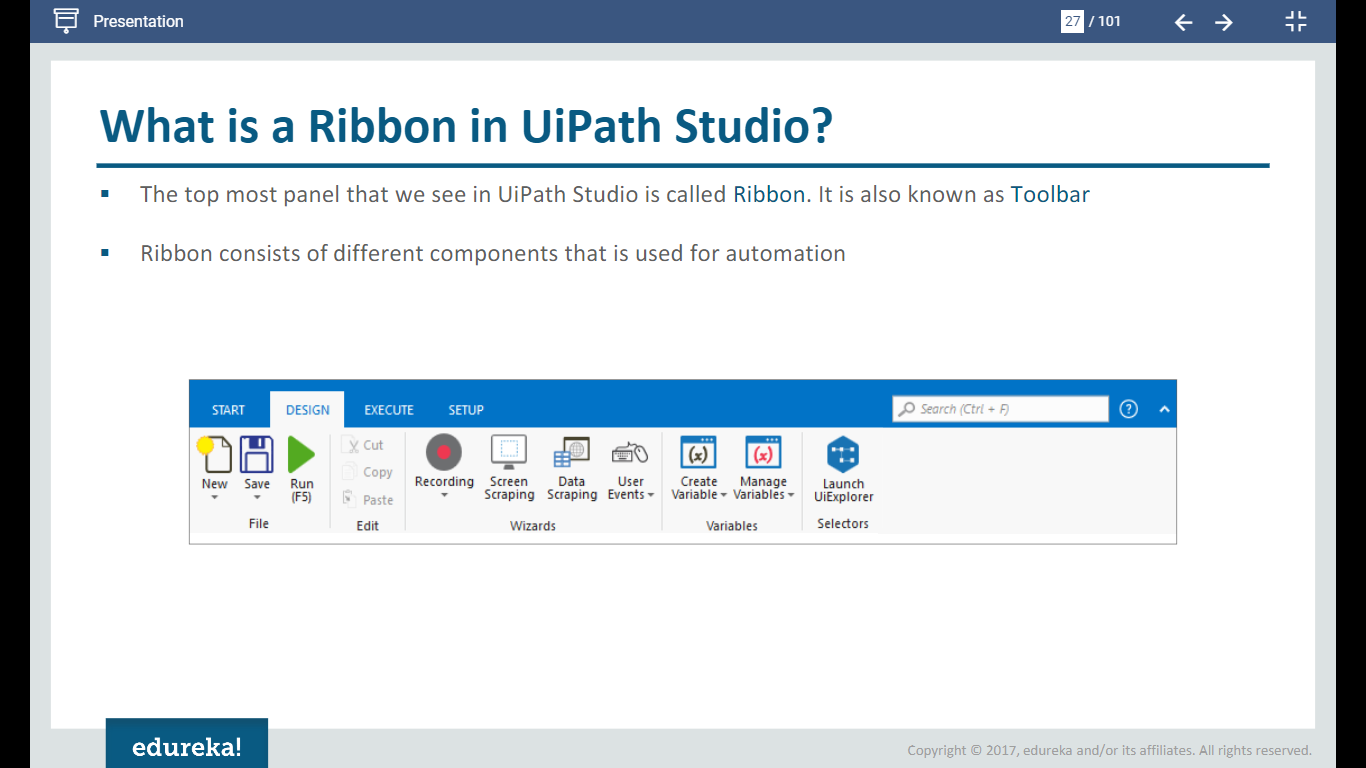 Presentation
27 / 101
What is a Ribbon in UiPath Studio?
The top most panel that we see in UiPath Studio is called Ribbon. It is also known as Toolbar
Ribbon consists of different components that is used for automation
START DESIGN EXECUTE SETUP
Search (Ctrl + F)
?
New
Save
Run
(F5)
File
Cut
Copy
Paste
Edit
Recording
Screen
Scraping
Data
Scraping
User
Events
Wizards
(x)
Create
Variable
(x)
Manage
Variables
Variables
Launch
UiExplorer
Selectors
edureka!
Copyright © 2017, edureka and/or its affiliates. All rights reserved.